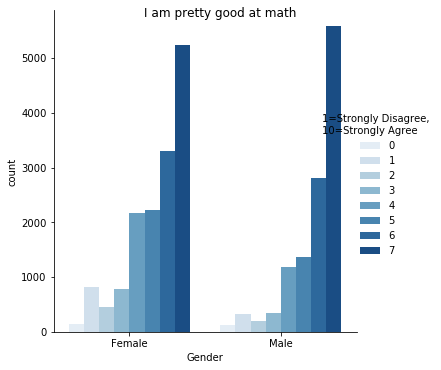 I am pretty good at math
5000
4000
3000
2000
1000
0
count
Female
Male
Gender
1=Strongly Disagree,
10=Strongly Agree
0
1
2
3
4
5
6
7